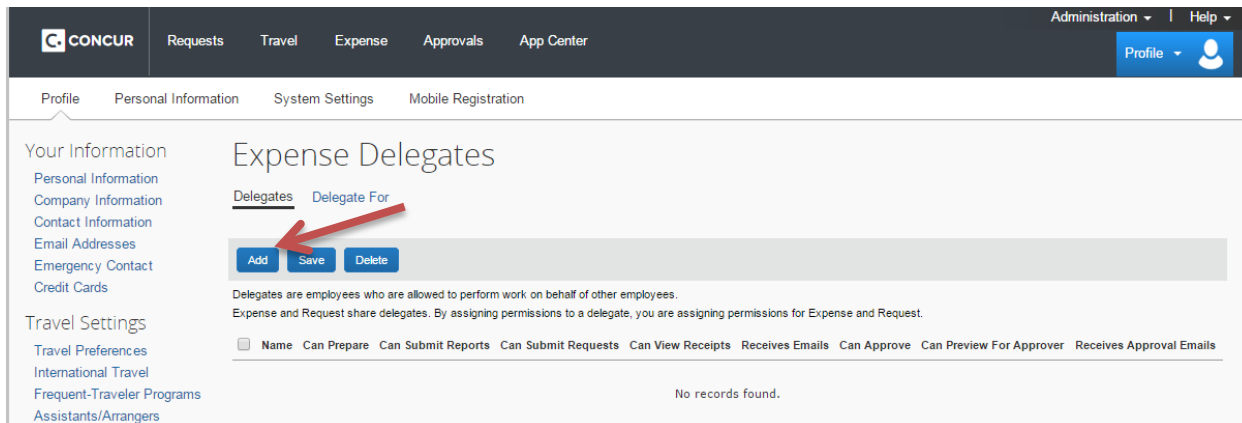 Administration | Help
C. CONCUR Requests Travel Expense Approvals App Center
Profile
Profile Personal Information System Settings Mobile Registration
Your Information
Personal Information
Company Information
Contact Information
Email Addresses
Emergency Contact
Credit Cards
Travel Settings
Travel Preferences
International Travel
Frequent-Traveler Programs
Assistants/Arrangers
Expense Delegates
Delegates Delegate For
Add Save Delete
Delegates are employees who are allowed to perform work on behalf of other employees.
Expense and Request share delegates. By assigning permissions to a delegate, you are assigning permissions for Expense and Request.
Name Can Prepare Can Submit Reports Can Submit Requests Can View Receipts Receives Emails Can Approve Can Preview For Approver Receives Approval Emails
No records found.